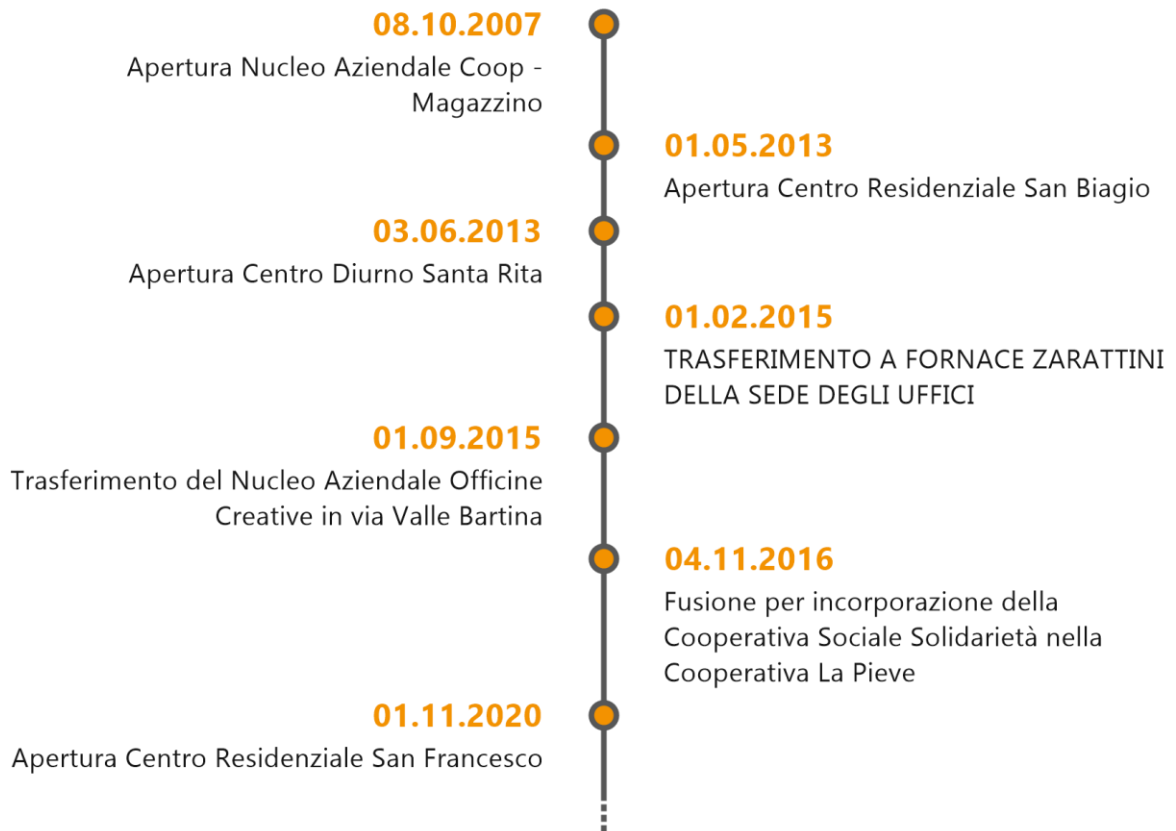 08.10.2007
Apertura Nucleo Aziendale Coop -
Magazzino
01.05.2013
Apertura Centro Residenziale San Biagio
03.06.2013
Apertura Centro Diurno Santa Rita
01.02.2015
TRASFERIMENTO A FORNACE ZARATTINI
DELLA SEDE DEGLI UFFICI
01.09.2015
Trasferimento del Nucleo Aziendale Officine
Creative in via Valle Bartina
04.11.2016
Fusione per incorporazione della
Cooperativa Sociale Solidarietà nella
Cooperativa La Pieve
01.11.2020
Apertura Centro Residenziale San Francesco